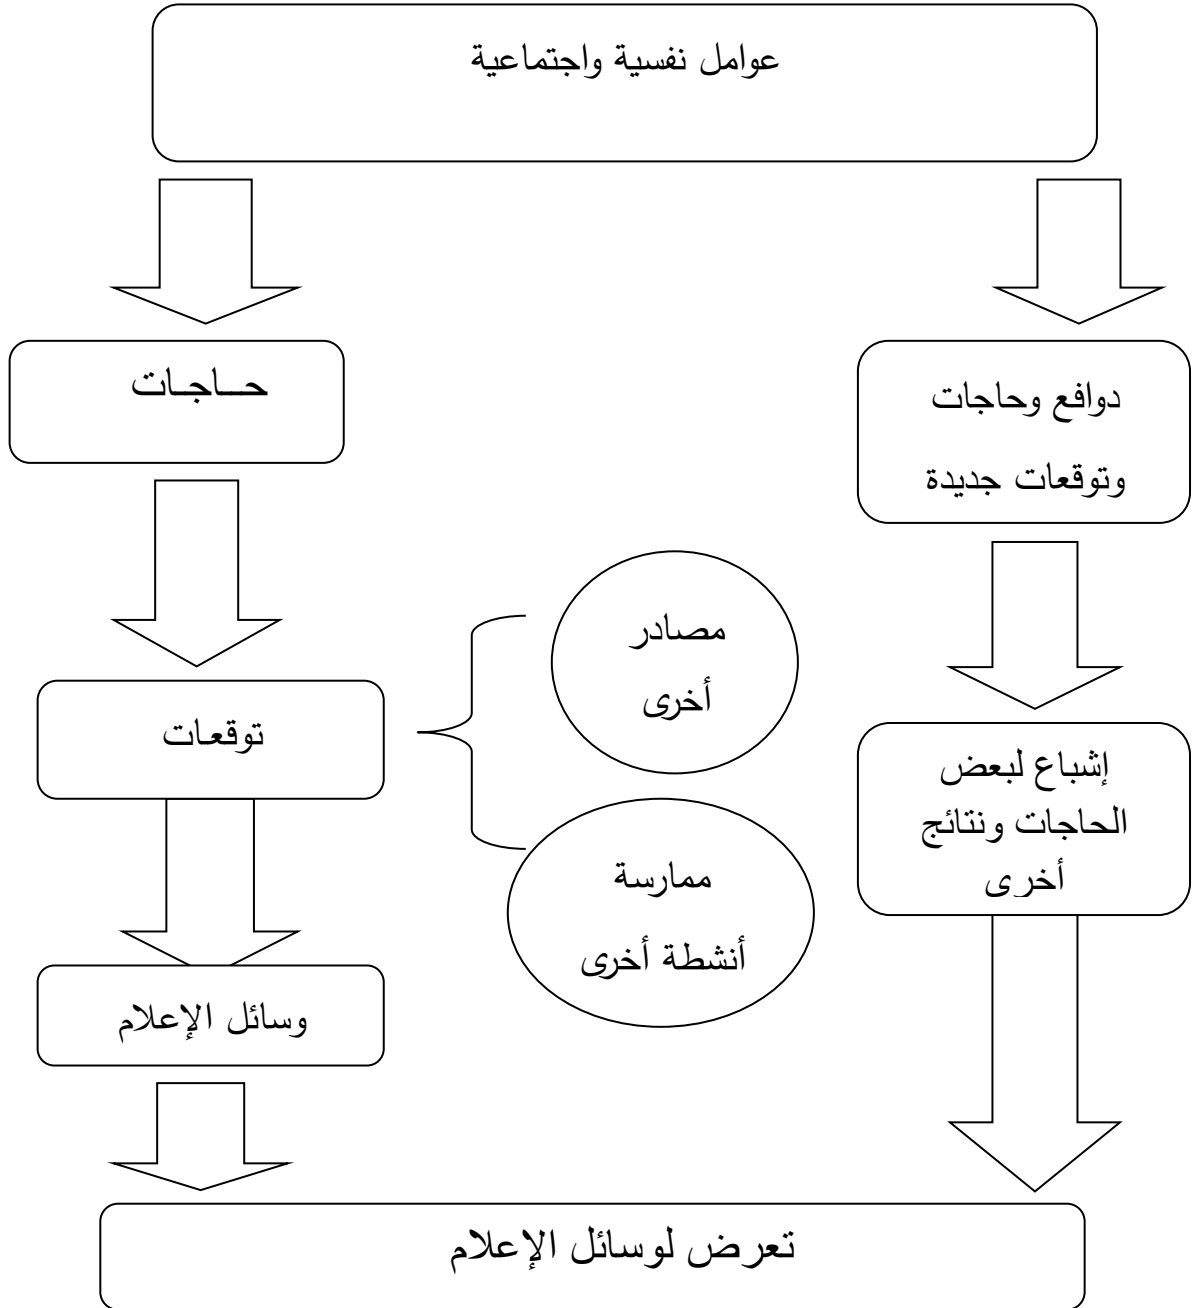 عوامل نفسية واجتماعية
دوافع وحاجات
وتوقعات جديدة
حـاجـات
مصادر
أخرى
توقعات
إشباع لبعض
الحاجات ونتائج
أخرى
ممارسة
أنشطة أخرى
وسائل الإعلام
تعرض لوسائل الإعلام